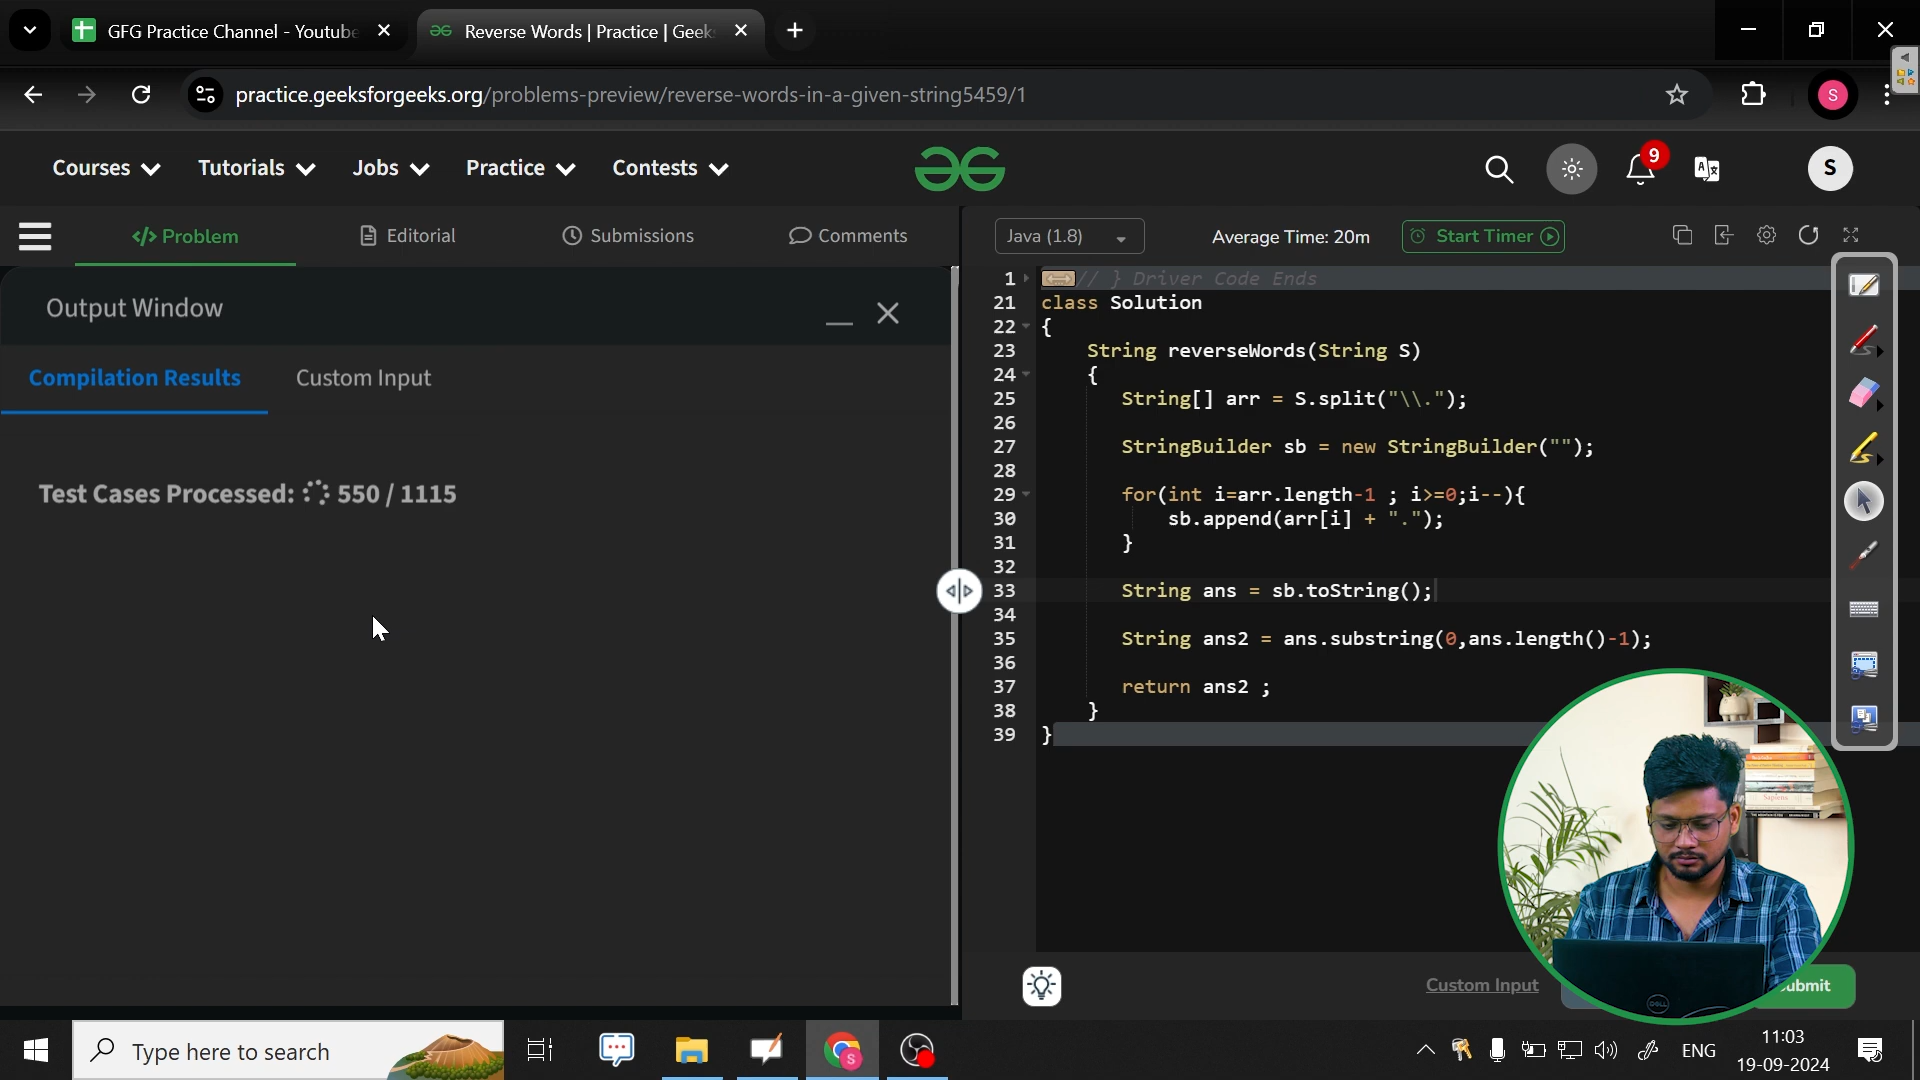 GFG Practice Channel - Youtube
Reverse Words | Practice | Geek
practice.geeksforgeeks.org/problems-preview/reverse-words-in-a-given-string5459/1
S
Courses
Tutorials
Jobs
Practice
Contests
9
S
</> Problem
Editorial
Submissions
Comments
Java (1.8)
Average Time: 20m
Start Timer
Output Window
Compilation Results
Custom Input
Test Cases Processed: 550 / 1115
1 // } Driver Code Ends
21 class Solution
22 {
23 String reverseWords(String S)
24 {
25 String[] arr = S.split("\\.");
26
27 StringBuilder sb = new StringBuilder("");
28
29 for(int i=arr.length-1 ; i>=0;i--){
30 sb.append(arr[i] + ".");
31 }
32
33 String ans = sb.toString();
34
35 String ans2 = ans.substring(0,ans.length()-1);
36
37 return ans2 ;
38 }
39 }
Custom Input
ubmit
Sapiens
DELL
Type here to search
S
ENG
11:03
19-09-2024